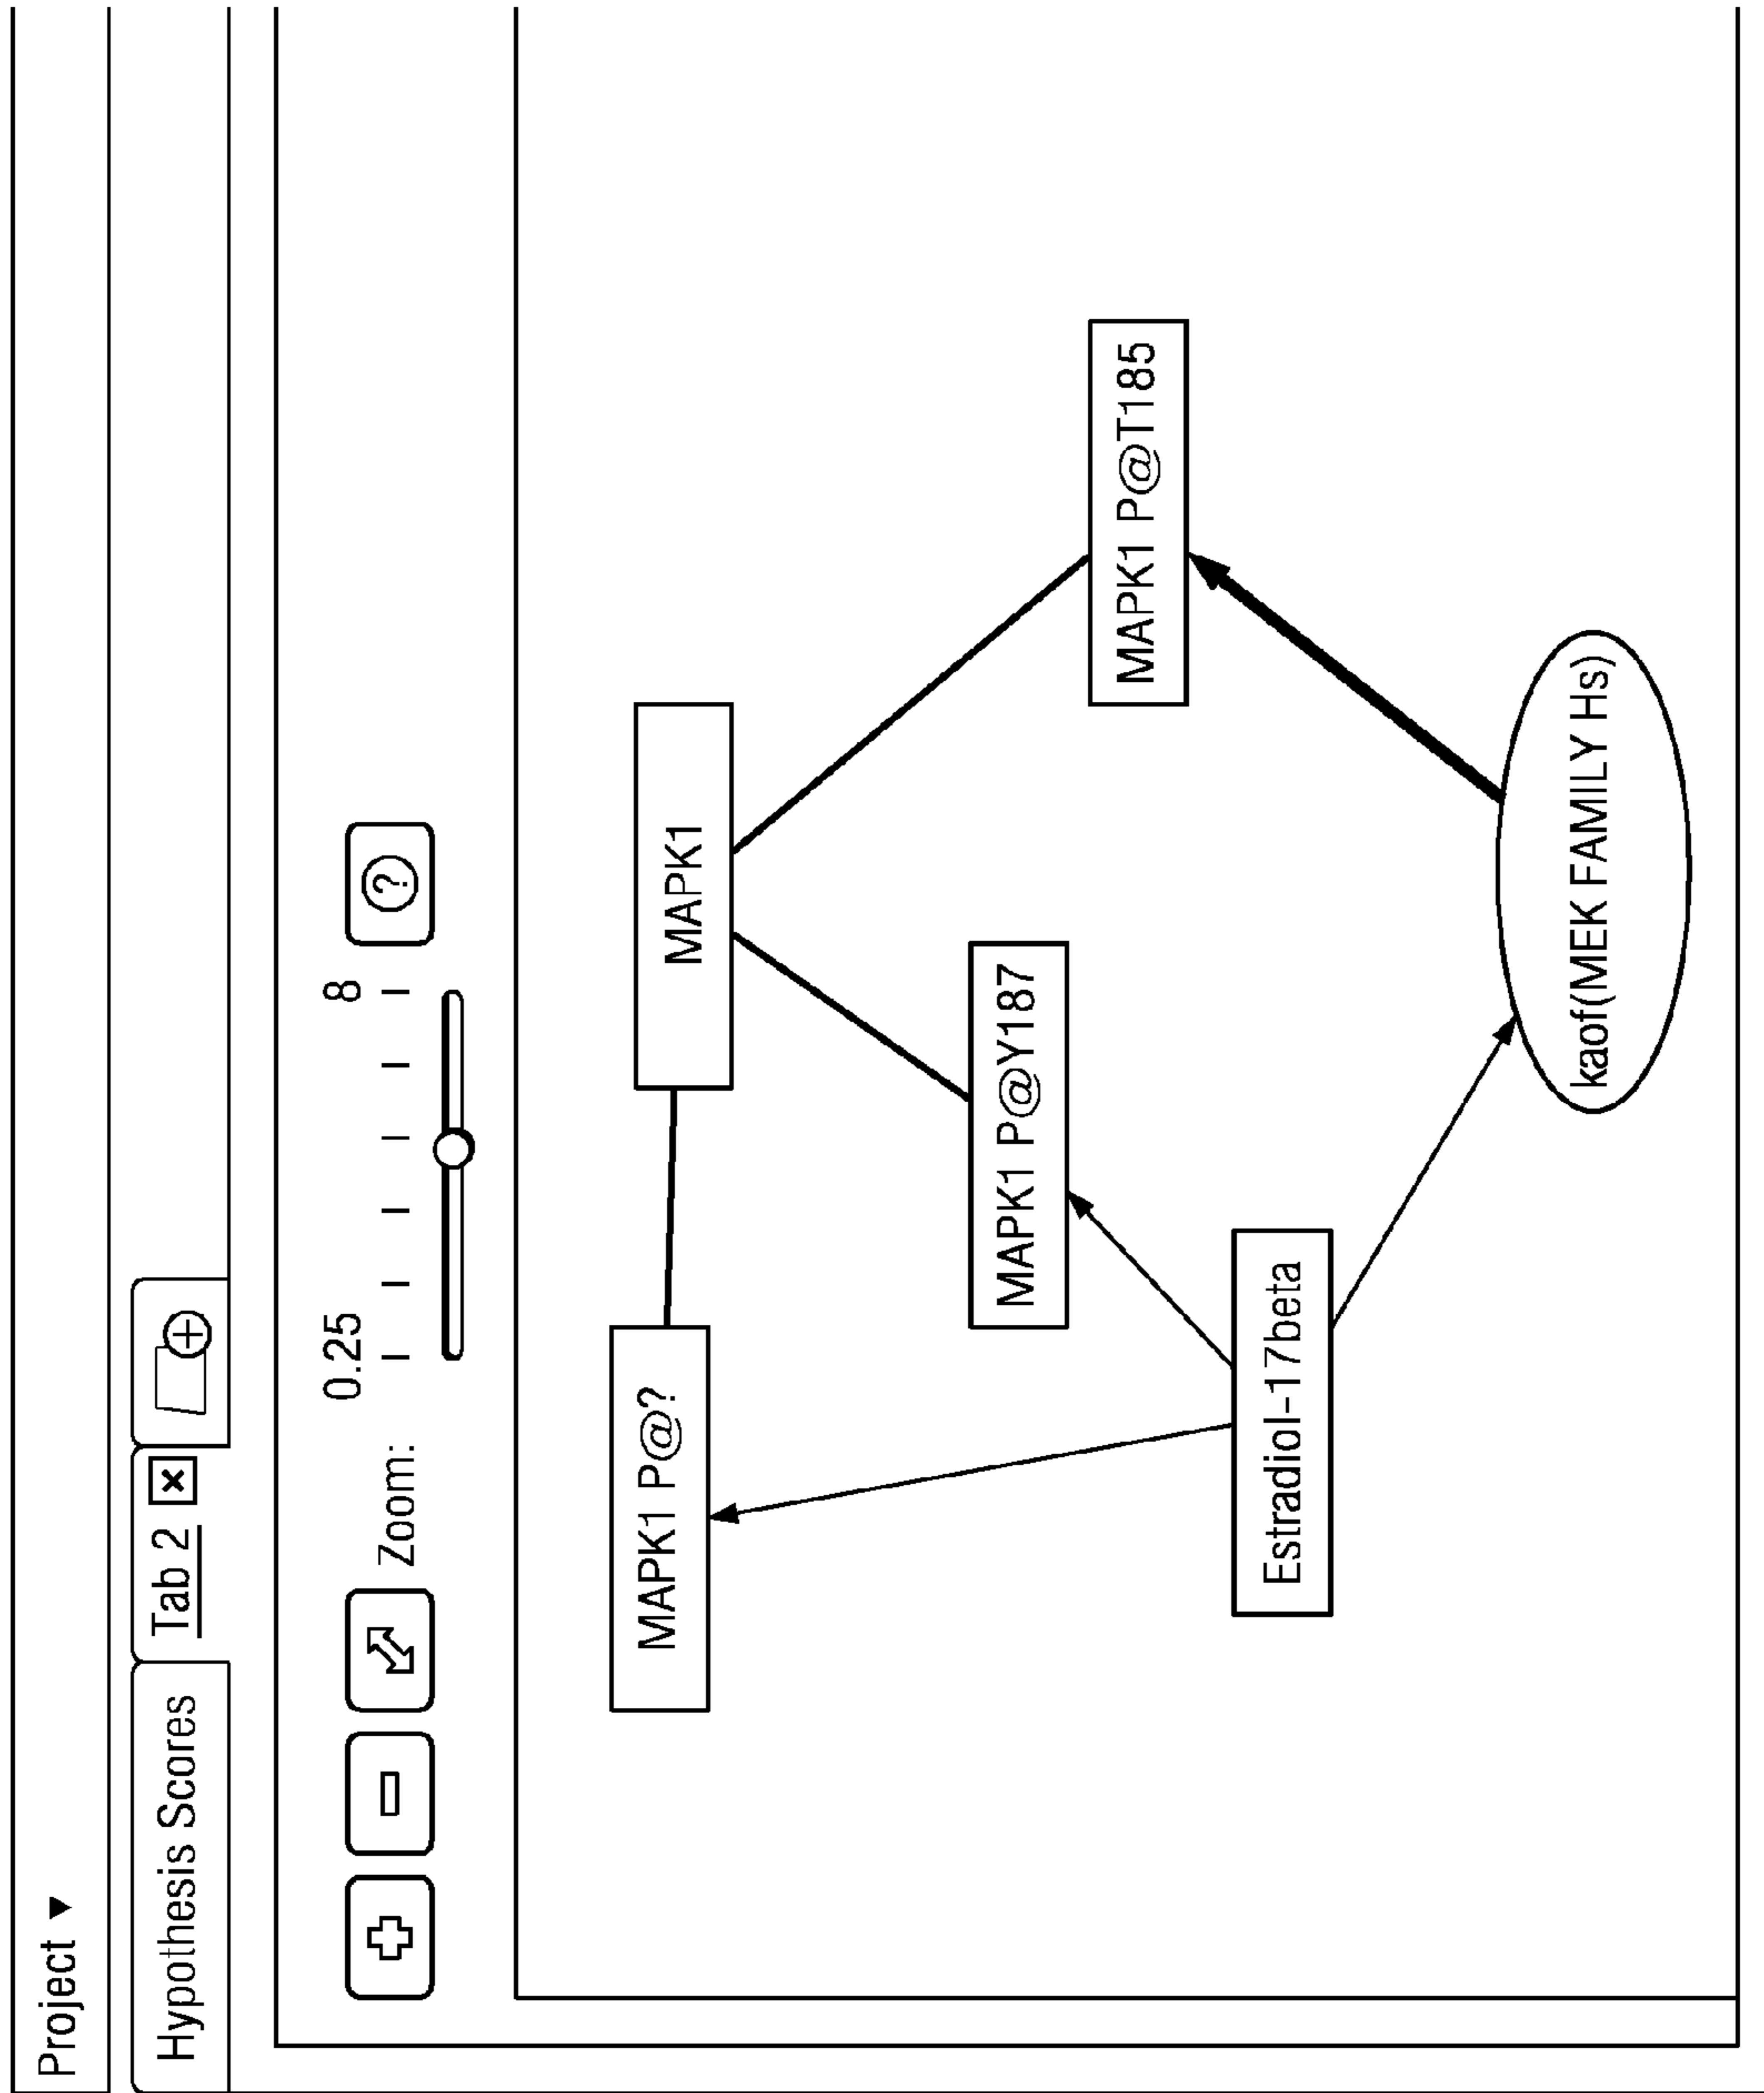 Project ▼
Hypothesis Scores
Tab 2
Zoom:
0.25
8
?
MAPK1 P@?
MAPK1
MAPK1 P@Y187
MAPK1 P@T185
Estradiol-17beta
kaof(MEK FAMILY Hs)